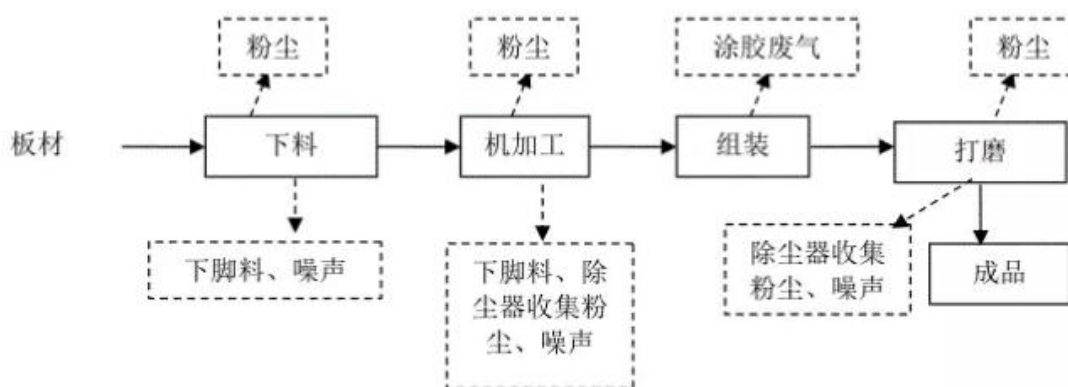 粉尘
粉尘
涂胶废气
粉尘
板材
下料
机加工
组装
打磨
下脚料、噪声
下脚料、除
尘器收集粉
尘、噪声
除尘器收集
粉尘、噪声
成品